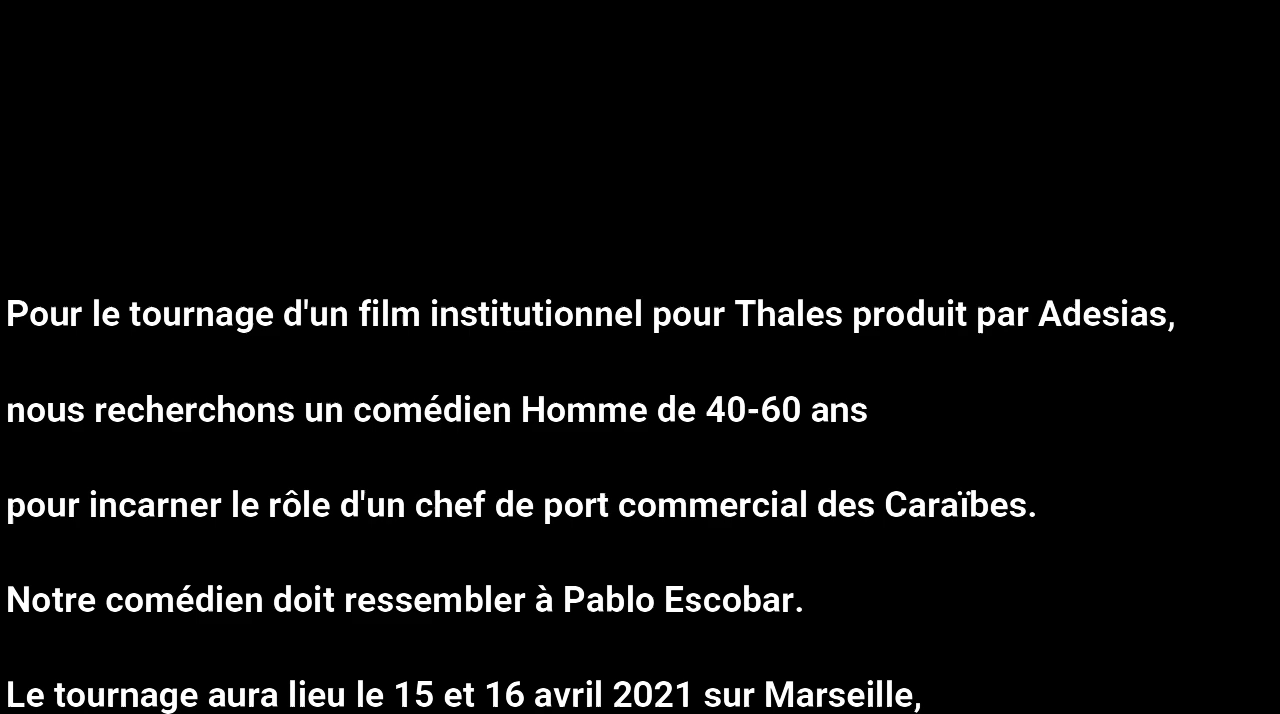 Pour le tournage d'un film institutionnel pour Thales produit par Adesias,
nous recherchons un comédien Homme de 40-60 ans
pour incarner le rôle d'un chef de port commercial des Caraïbes.
Notre comédien doit ressembler à Pablo Escobar.
Le tournage aura lieu le 15 et 16 avril 2021 sur Marseille,